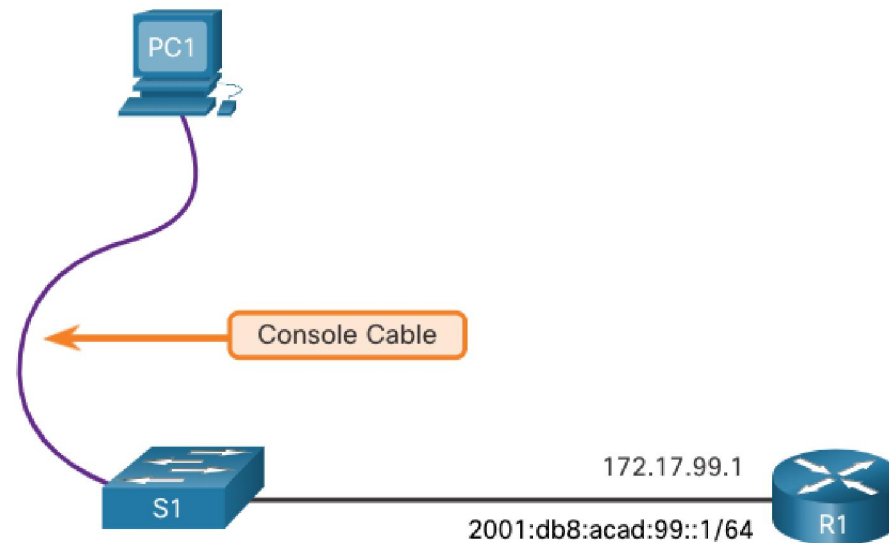 PC1
Console Cable
172.17.99.1
S1
R1
2001:db8:acad:99::1/64